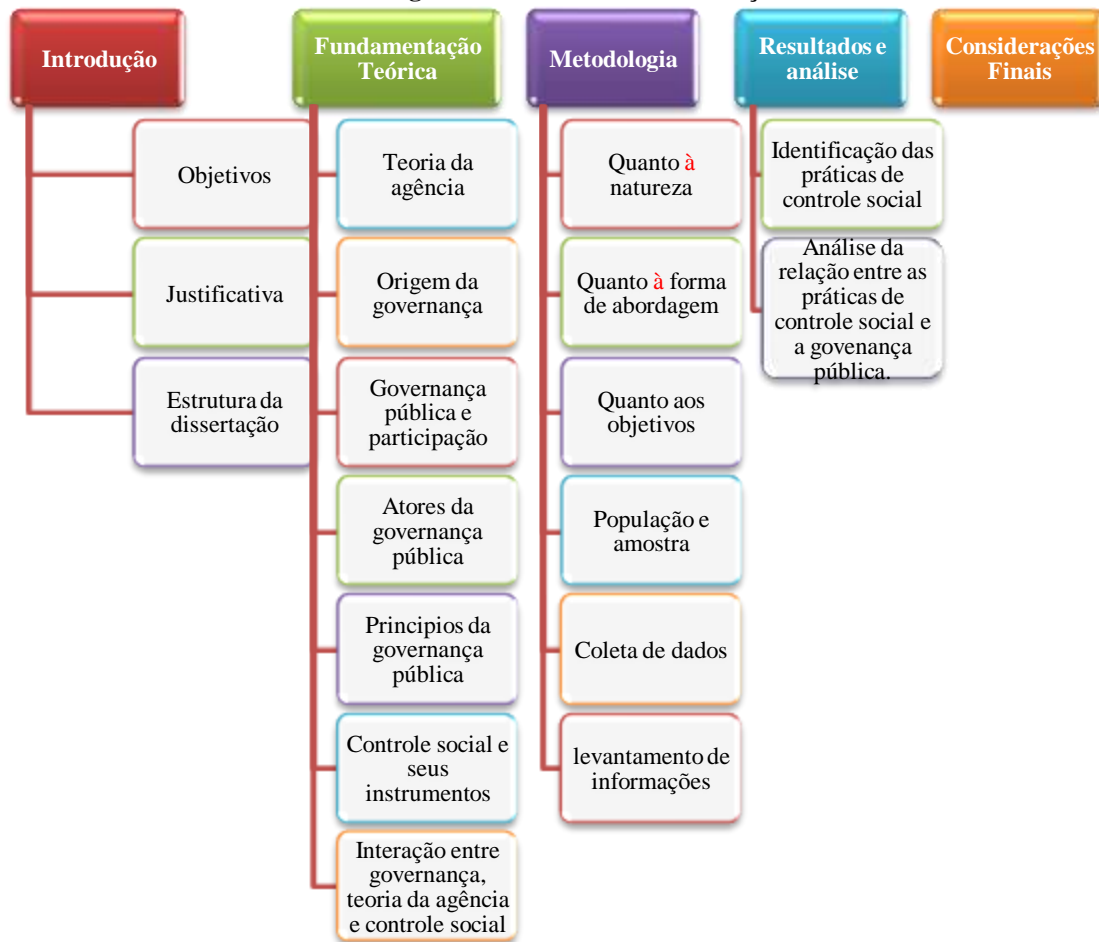 Introdução
Objetivos
Justificativa
Estrutura da
dissertação
Fundamentação
Teórica
Teoria da
agência
Origem da
governança
Governança
pública e
participação
Atores da
governança
pública
Principios da
governança
pública
Controle social e
seus
instrumentos
Interação entre
governança,
teoria da agência
e controle social
Metodologia
Quanto à
natureza
Quanto à forma
de abordagem
Quanto aos
objetivos
População e
amostra
Coleta de dados
levantamento de
informações
Resultados e
análise
Identificação das
práticas de
controle social
Análise da
relação entre as
práticas de
controle social e
a govenança
pública.
Considerações
Finais